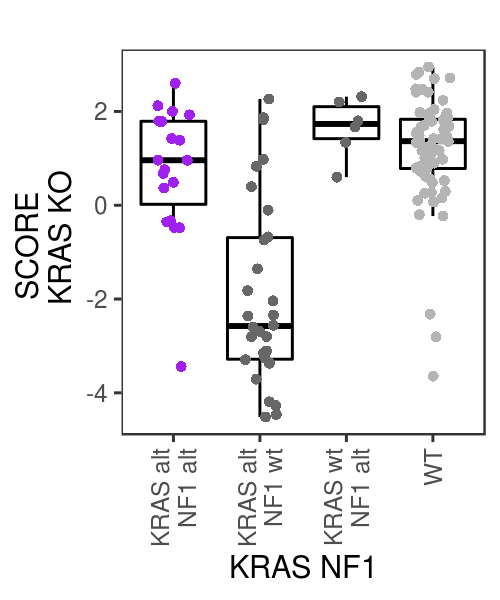 SCORE
KRAS KO
2
0
-2
-4
KRAS alt
NF1 alt
KRAS alt
NF1 wt
KRAS wt
NF1 alt
WT
KRAS NF1